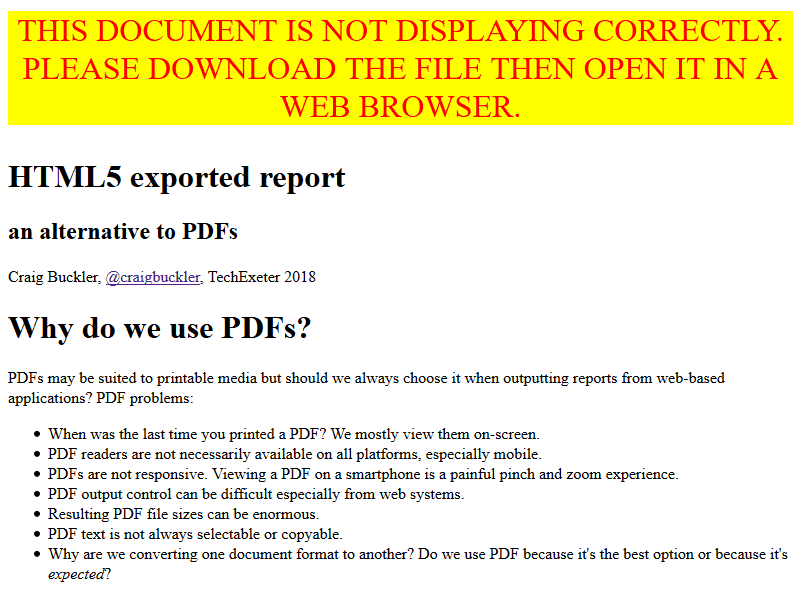 THIS DOCUMENT IS NOT DISPLAYING CORRECTLY.
PLEASE DOWNLOAD THE FILE THEN OPEN IT IN A
WEB BROWSER.
HTML5 exported report
an alternative to PDFs
Craig Buckler, @craigbuckler, TechExeter 2018
Why do we use PDFs?
PDFs may be suited to printable media but should we always choose it when outputting reports from web-based
applications? PDF problems:
• When was the last time you printed a PDF? We mostly view them on-screen.
• PDF readers are not necessarily available on all platforms, especially mobile.
• PDFs are not responsive. Viewing a PDF on a smartphone is a painful pinch and zoom experience.
• PDF output control can be difficult especially from web systems.
• Resulting PDF file sizes can be enormous.
• PDF text is not always selectable or copyable.
• Why are we converting one document format to another? Do we use PDF because it's the best option or because it's
expected?